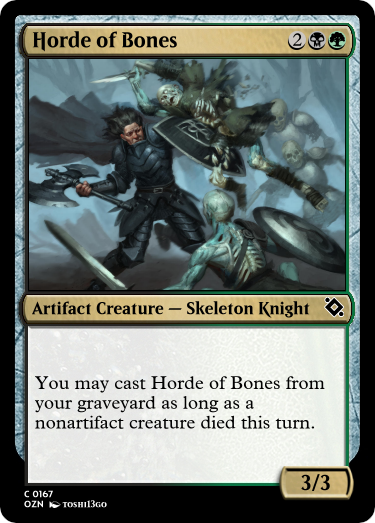 Horde of Bones 2
Artifact Creature — Skeleton Knight
You may cast Horde of Bones from
your graveyard as long as a
nonartifact creature died this turn.
3/3
C 0167
OZN TOSHI13GO